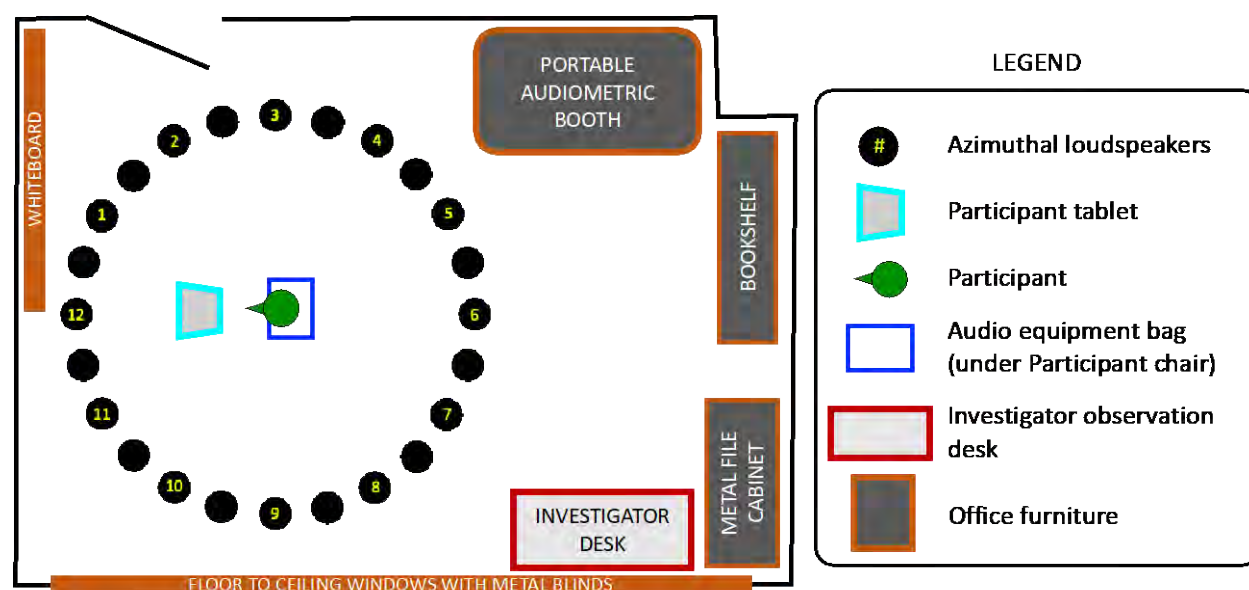 PORTABLE
AUDIOMETRIC
BOOTH
WHITEBOARD
3
2
4
1
5
12
6
11
7
10
8
9
BOOKSHELF
METAL FILE
CABINET
INVESTIGATOR
DESK
FLOOR TO CEILING WINDOWS WITH METAL BLINDS
LEGEND
#
Azimuthal loudspeakers
Participant tablet
Participant
Audio equipment bag
(under Participant chair)
Investigator observation
desk
Office furniture